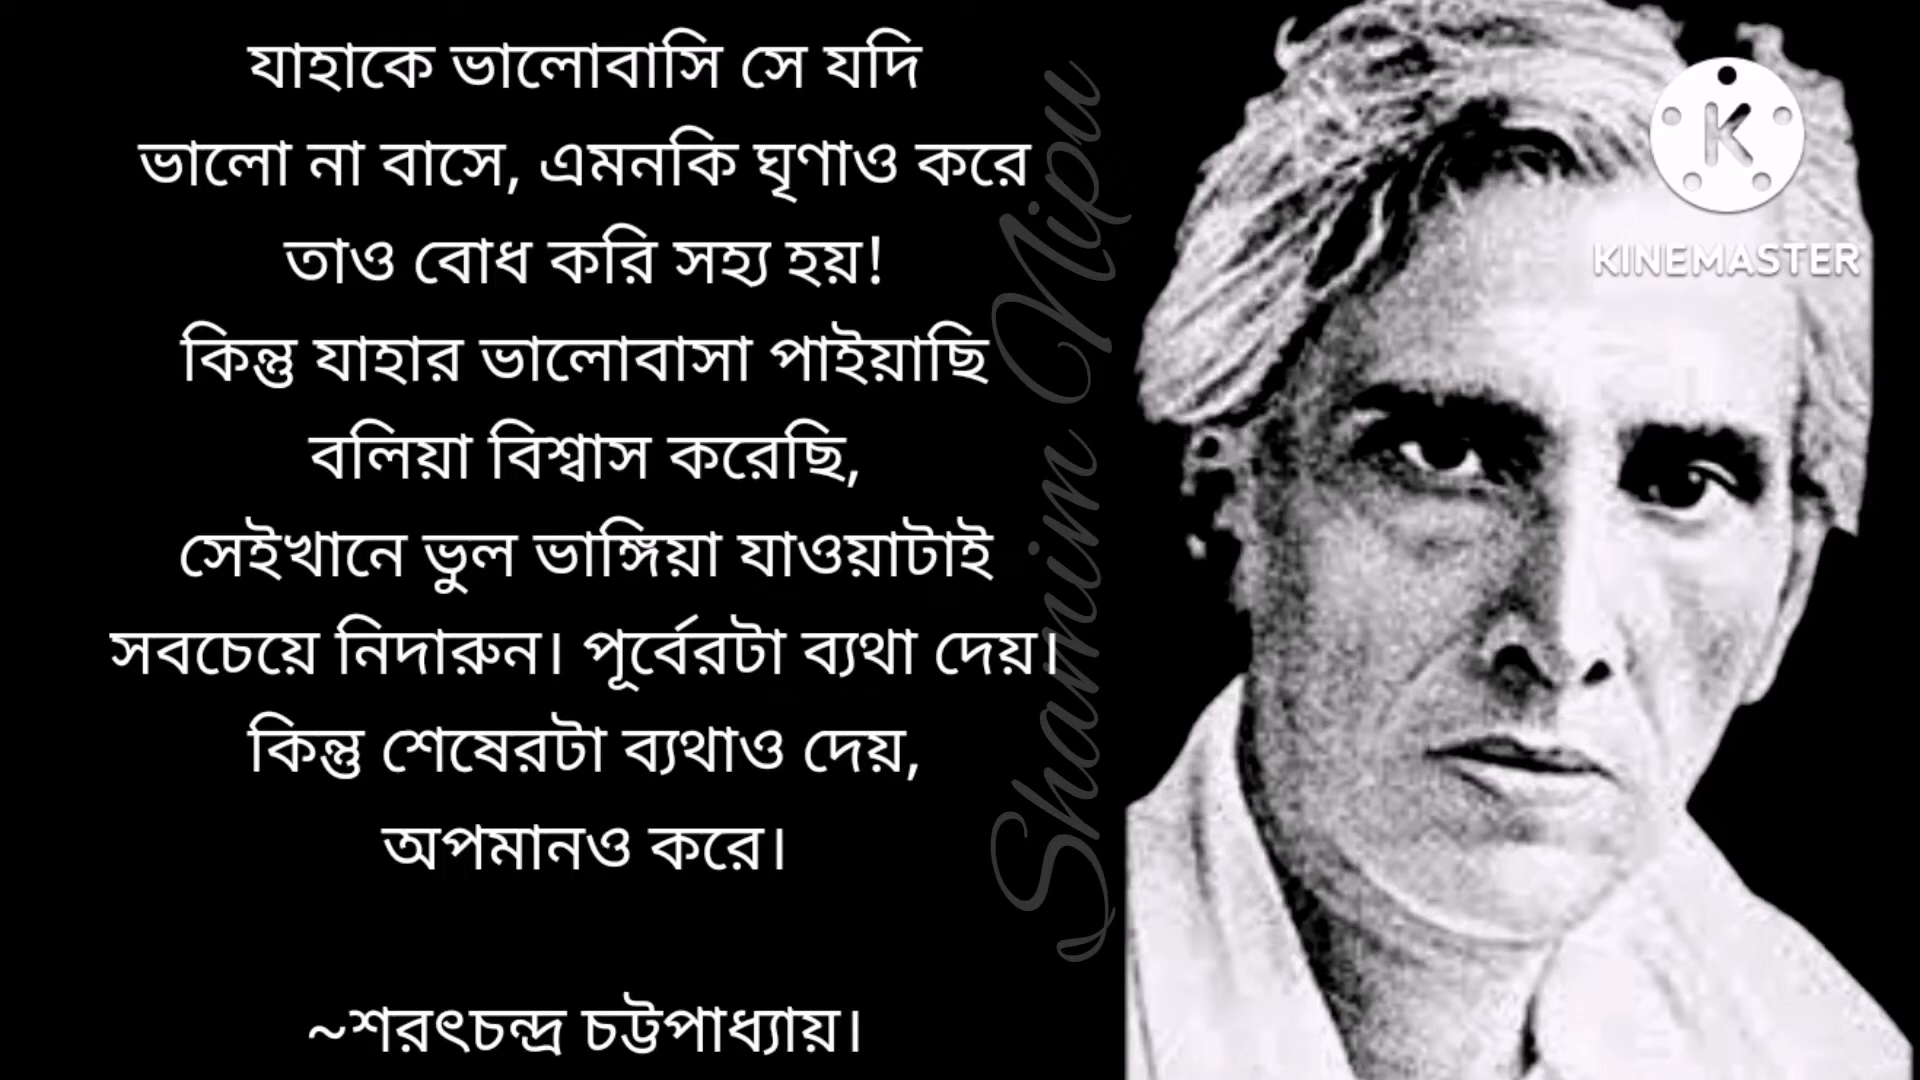 যাহাকে ভালোবাসি সে যদি
ভালো না বাসে, এমনকি ঘৃণাও করে
তাও বোধ করি সহ্য হয়!
কিন্তু যাহার ভালোবাসা পাইয়াছি
বলিয়া বিশ্বাস করেছি,
সেইখানে ভুল ভাঙ্গিয়া যাওয়াটাই
সবচেয়ে নিদারুন। পূর্বেরটা ব্যথা দেয়।
কিন্তু শেষেরটা ব্যথাও দেয়,
অপমানও করে।
~শরৎচন্দ্র চট্টপাধ্যায়।
Shamim Nipu
K
KINEMASTER